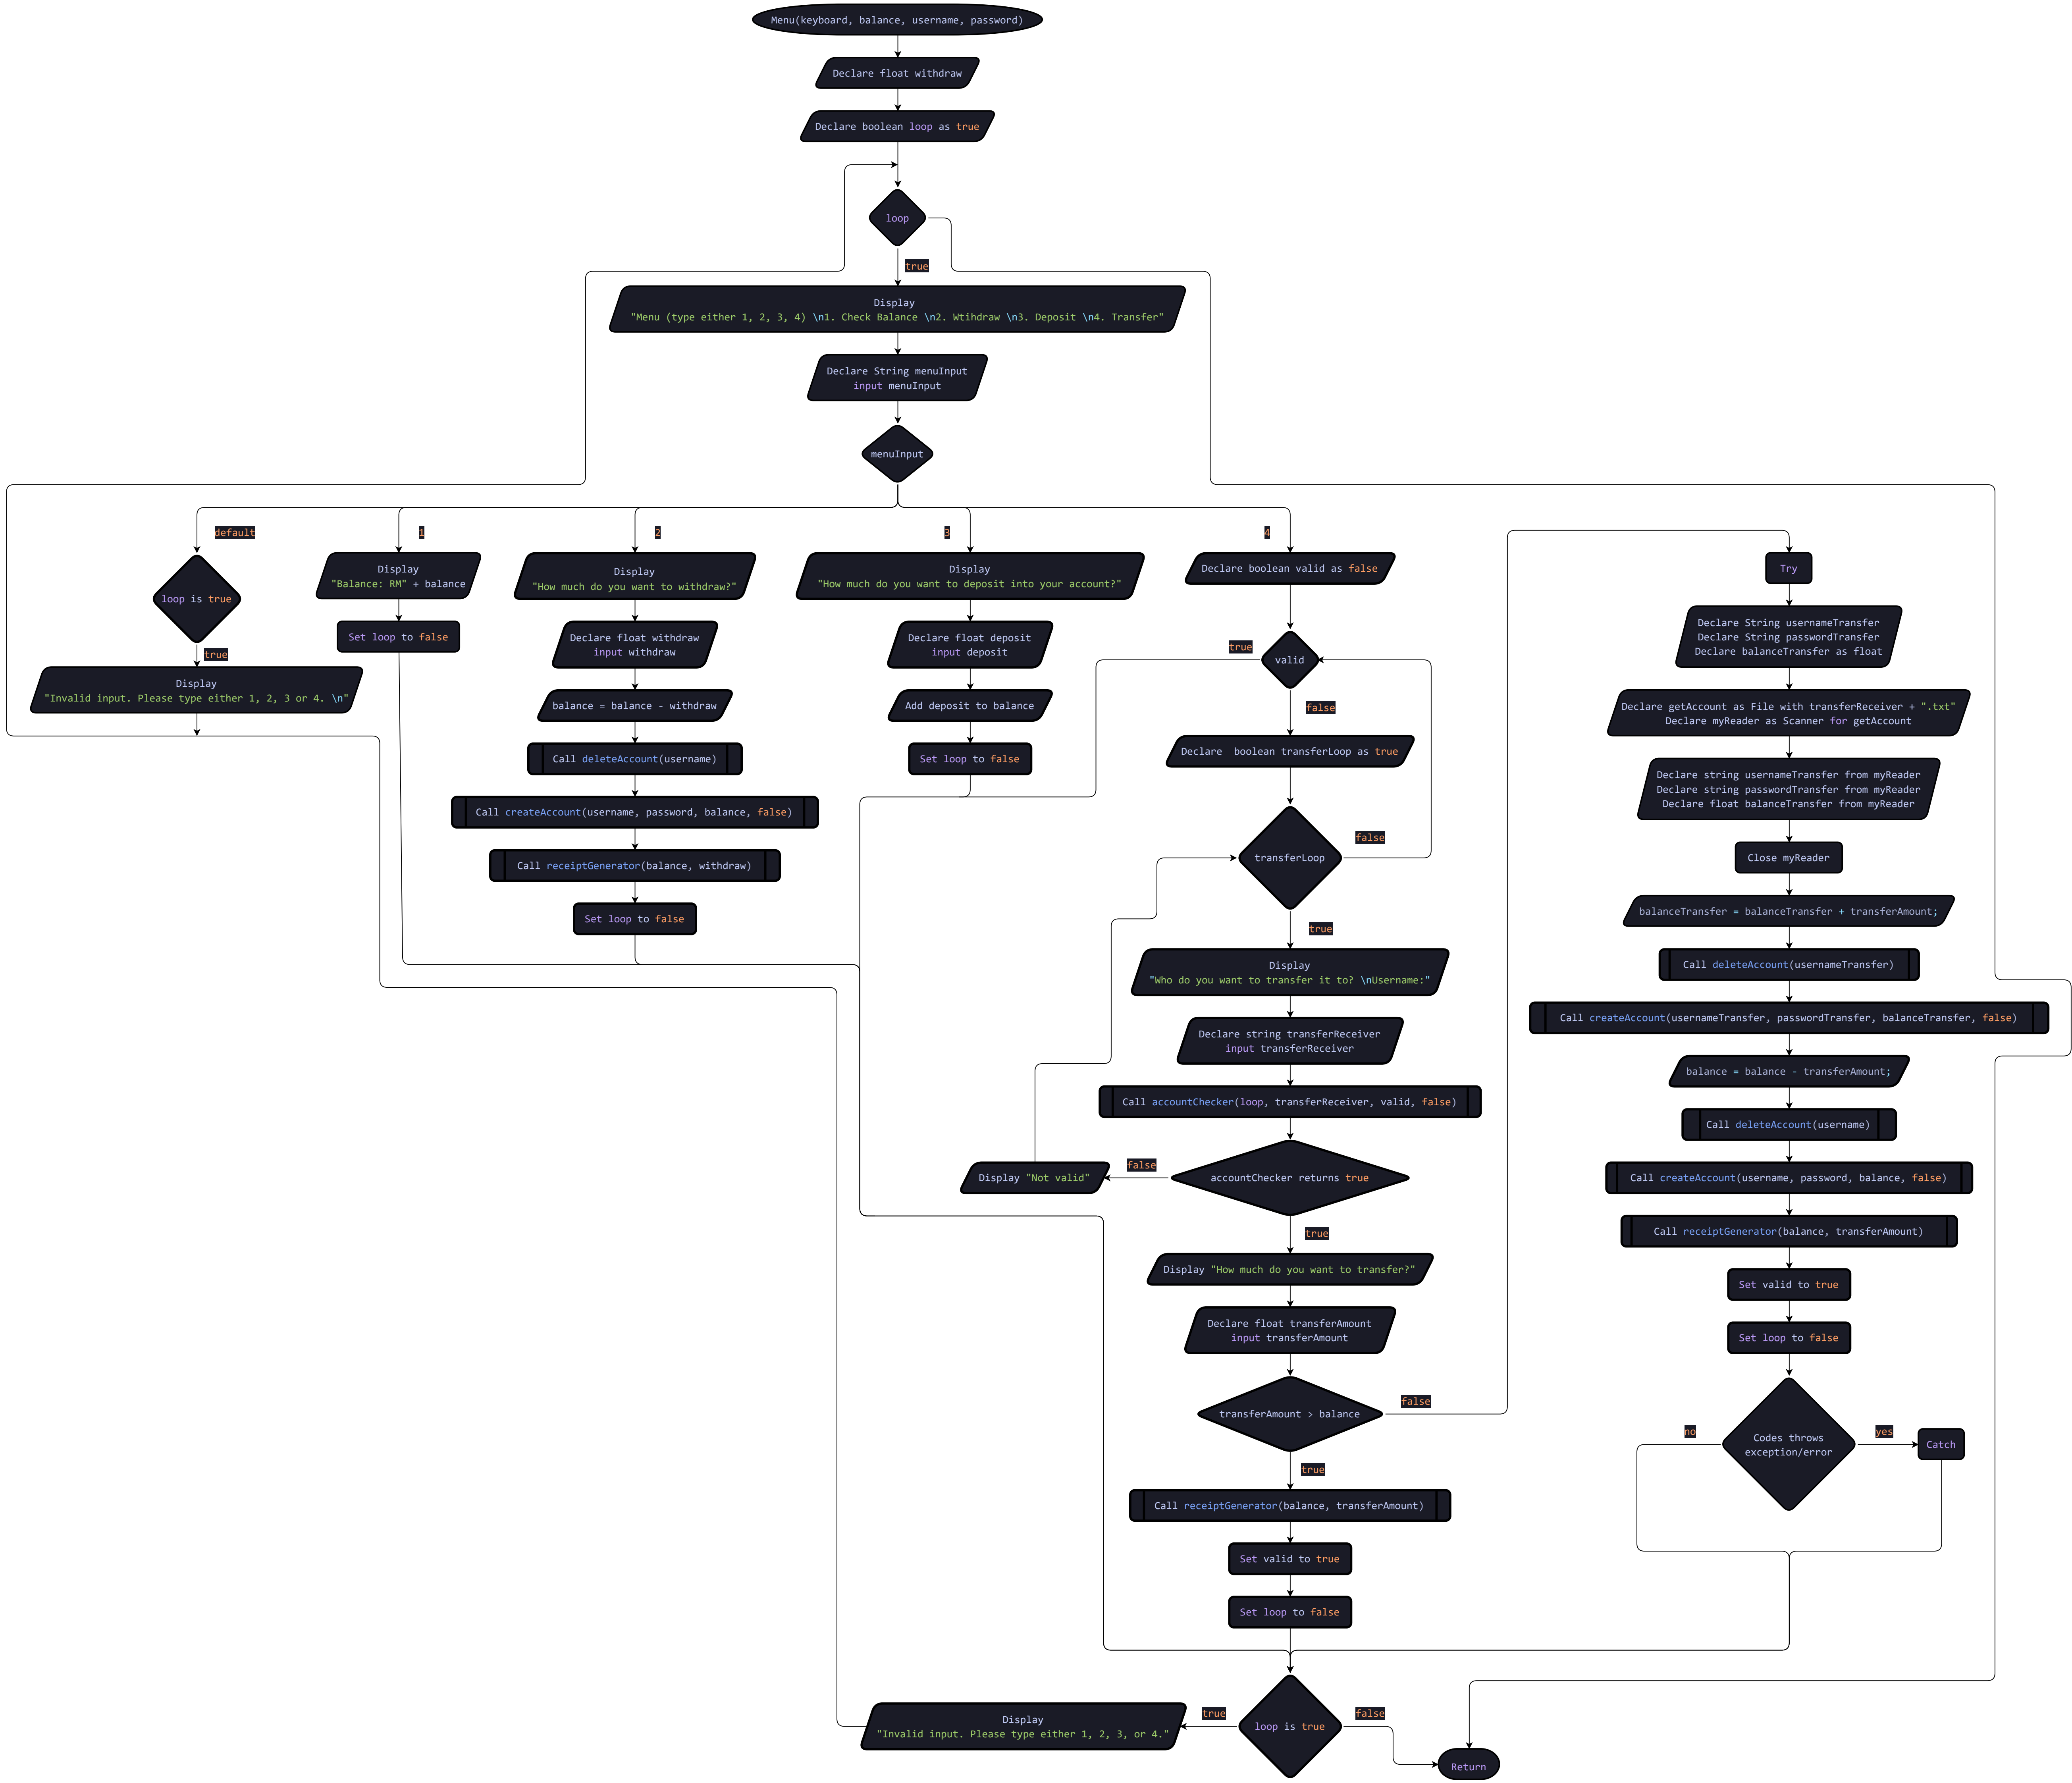 Menu(keyboard, balance, username, password)
Declare float withdraw
Declare boolean loop as true
loop
true
Display
"Menu (type either 1, 2, 3, 4) \n1. Check Balance \n2. Wtihdraw \n3. Deposit \n4. Transfer"
Declare String menuInput
input menuInput
menuInput
default
loop is true
true
Display
"Invalid input. Please type either 1, 2, 3 or 4. \n"
1
Display
"Balance: RM" + balance
Set loop to false
2
Display
"How much do you want to withdraw?"
Declare float withdraw
input withdraw
balance = balance - withdraw
Call deleteAccount(username)
Call createAccount(username, password, balance, false)
Call receiptGenerator(balance, withdraw)
Set loop to false
3
Display
"How much do you want to deposit into your account?"
Declare float deposit
input deposit
Add deposit to balance
Set loop to false
4
Declare boolean valid as false
true
valid
false
Declare  boolean transferLoop as true
transferLoop
false
true
Display
"Who do you want to transfer it to? \nUsername:"
Declare string transferReceiver
input transferReceiver
Call accountChecker(loop, transferReceiver, valid, false)
accountChecker returns true
false
Display "Not valid"
true
Display "How much do you want to transfer?"
Declare float transferAmount
input transferAmount
transferAmount > balance
false
true
Call receiptGenerator(balance, transferAmount)
Set valid to true
Set loop to false
Try
Declare String usernameTransfer
Declare String passwordTransfer
Declare balanceTransfer as float
Declare getAccount as File with transferReceiver + ".txt"
Declare myReader as Scanner for getAccount
Declare string usernameTransfer from myReader
Declare string passwordTransfer from myReader
Declare float balanceTransfer from myReader
Close myReader
balanceTransfer = balanceTransfer + transferAmount;
Call deleteAccount(usernameTransfer)
Call createAccount(usernameTransfer, passwordTransfer, balanceTransfer, false)
balance = balance - transferAmount;
Call deleteAccount(username)
Call createAccount(username, password, balance, false)
Call receiptGenerator(balance, transferAmount)
Set valid to true
Set loop to false
no
Codes throws
exception/error
yes
Catch
loop is true
true
false
Display
"Invalid input. Please type either 1, 2, 3, or 4."
Return